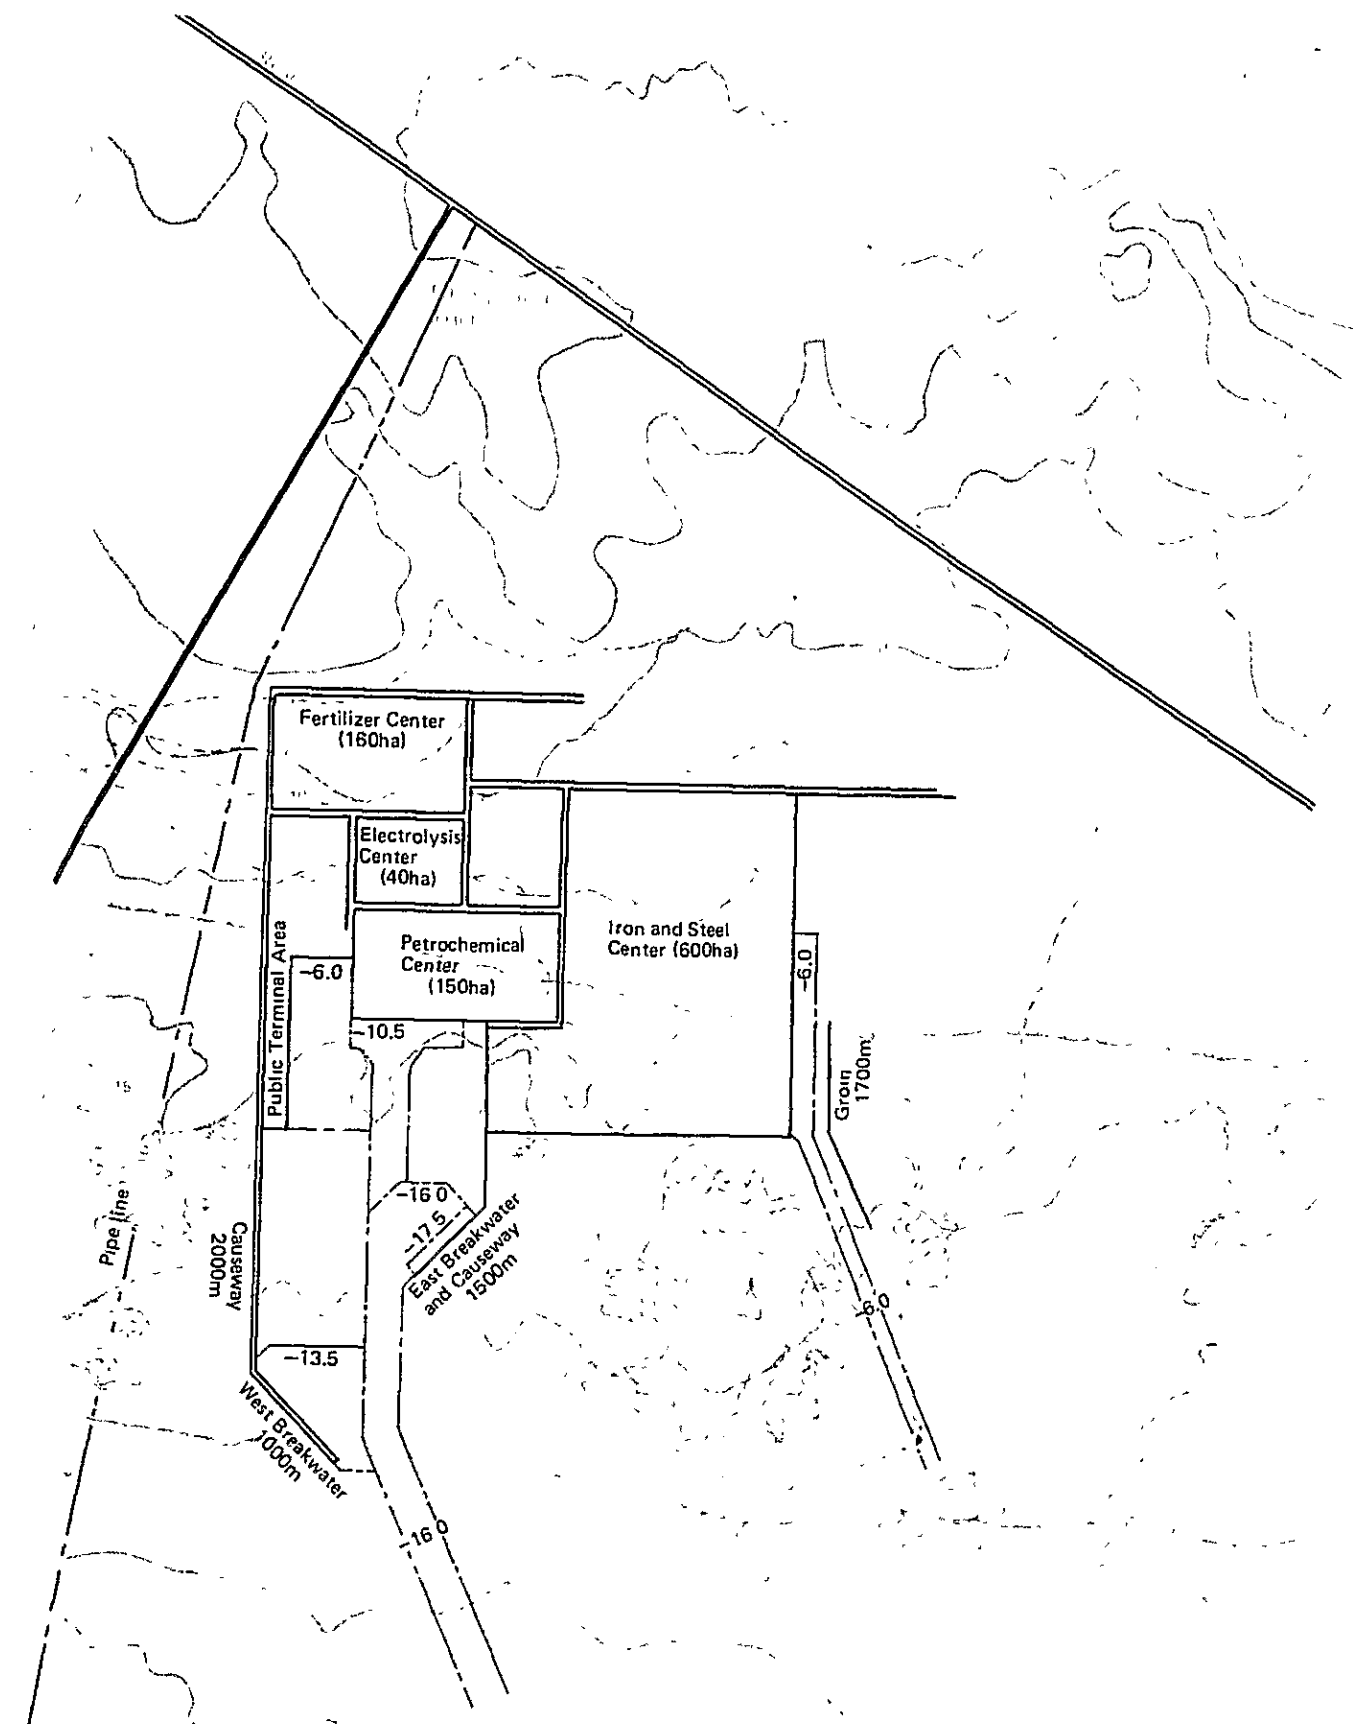 Fertilizer Center
(160ha)
Electrolysis
Center
(40ha)
Petrochemical
Center
(150ha)
Iron and Steel
Center (600ha)
Public Terminal Area
-6.0
-10.5
-6.0
Groin
1700m
-16 0
-17.5
East Breakwater
and Causeway
1500m
Pipe line
Causeway
2000m
-13.5
West Breakwater
1000m
-6.0
-16 0